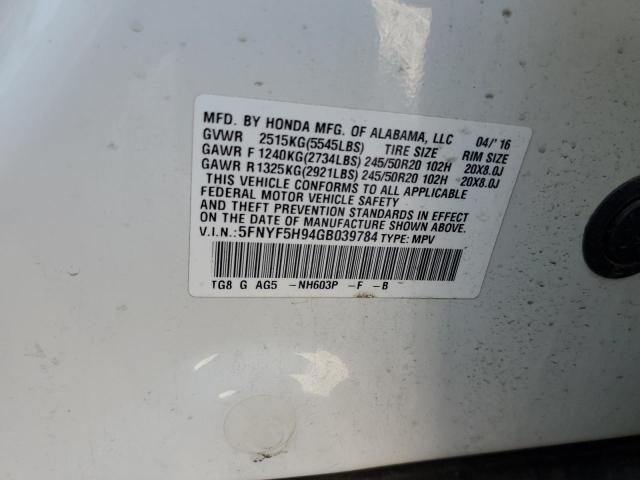 MFD. BY HONDA MFG. OF ALABAMA, LLC 04/'16
GVWR 2515KG(5545LBS) TIRE SIZE RIM SIZE
GAWR F 1240KG(2734LBS) 245/50R20 102H 20X8.0J
GAWR R 1325KG(2921LBS) 245/50R20 102H 20X8.0J
THIS VEHICLE CONFORMS TO ALL APPLICABLE
FEDERAL MOTOR VEHICLE SAFETY
AND THEFT PREVENTION STANDARDS IN EFFECT
ON THE DATE OF MANUFACTURE SHOWN ABOVE.
V.I.N.: 5FNYF5H94GB039784 TYPE: MPV
TG8 G AG5 -NH603P -F -B